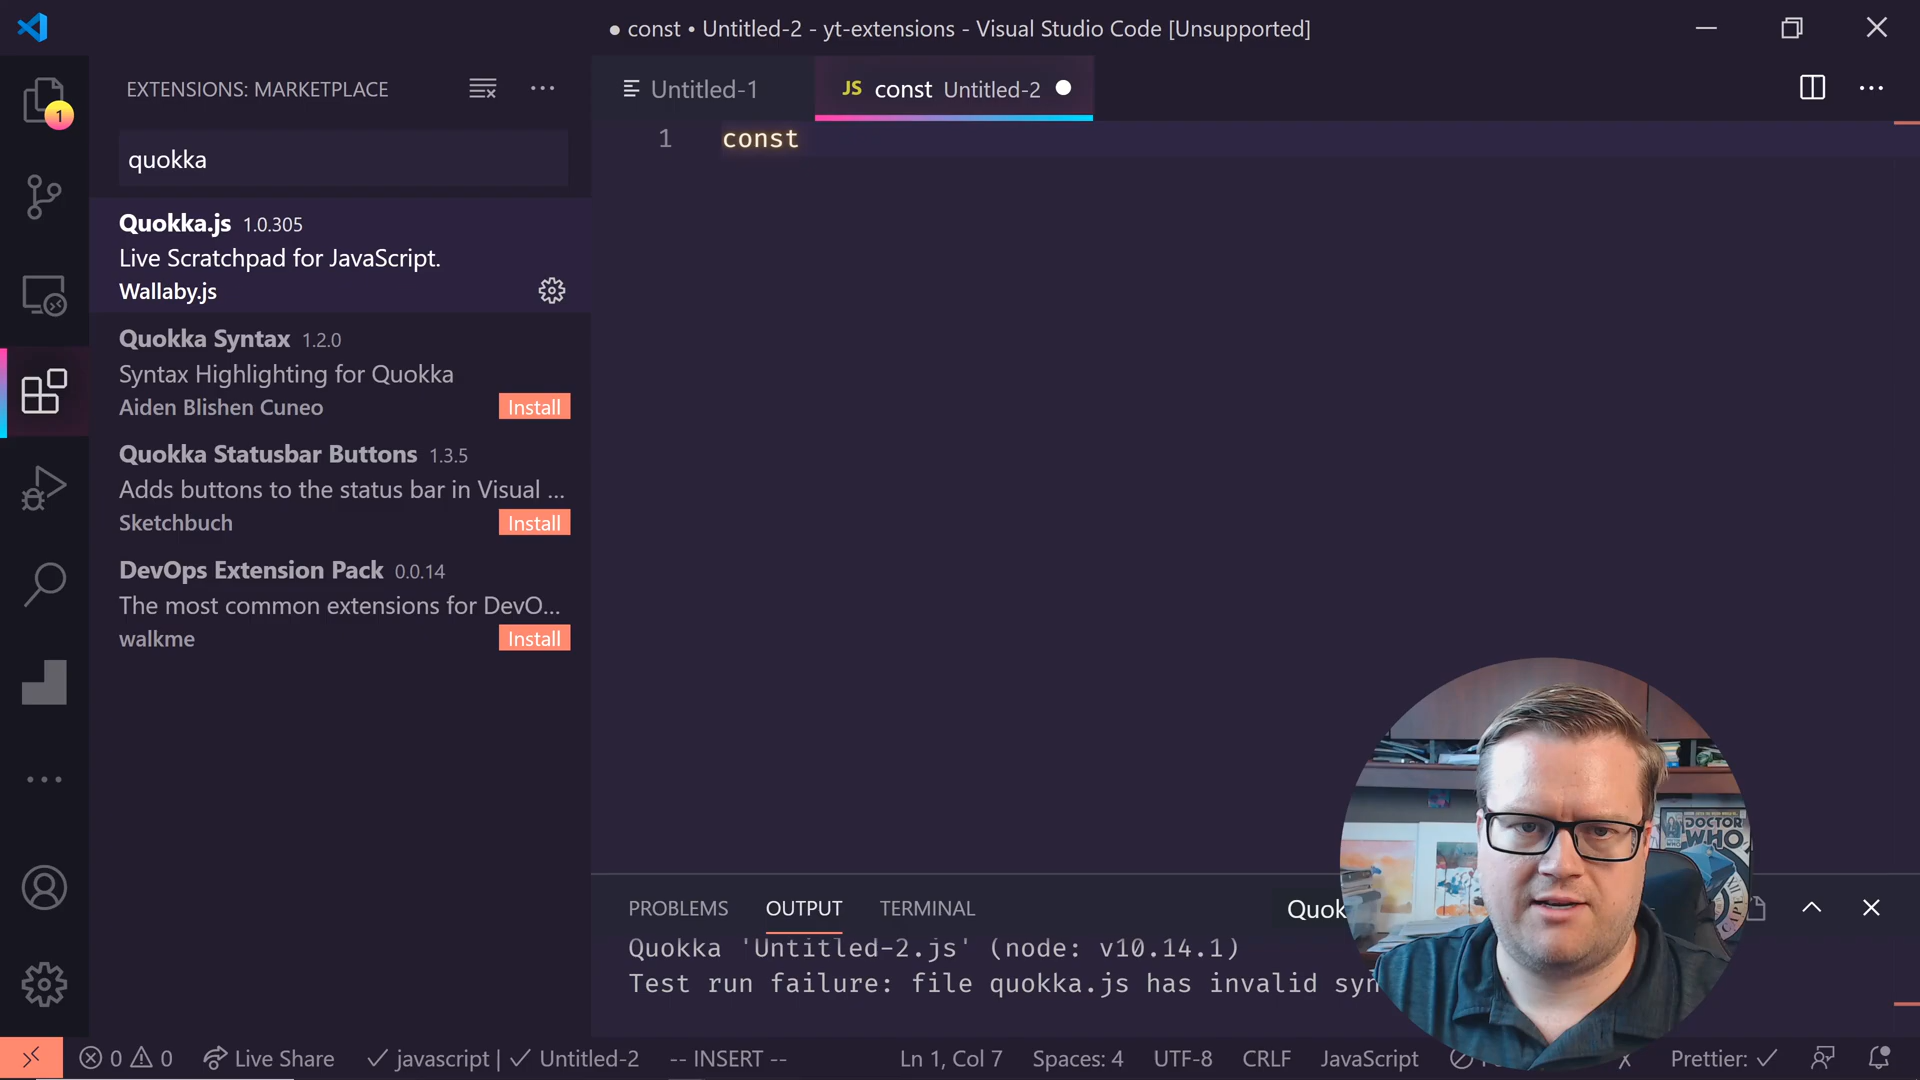 ● const • Untitled-2 - yt-extensions - Visual Studio Code [Unsupported]
1
EXTENSIONS: MARKETPLACE
quokka
Quokka.js 1.0.305
Live Scratchpad for JavaScript.
Wallaby.js
Quokka Syntax 1.2.0
Syntax Highlighting for Quokka
Aiden Blishen Cuneo
Install
Quokka Statusbar Buttons 1.3.5
Adds buttons to the status bar in Visual ...
Sketchbuch
Install
DevOps Extension Pack 0.0.14
The most common extensions for DevO...
walkme
Install
Untitled-1
JS const Untitled-2
1 const
PROBLEMS OUTPUT TERMINAL
Quok
Quokka 'Untitled-2.js' (node: v10.14.1)
Test run failure: file quokka.js has invalid syn
DOCTOR
WHO
0 0 Live Share javascript | Untitled-2 -- INSERT -- Ln 1, Col 7 Spaces: 4 UTF-8 CRLF JavaScript Prettier: